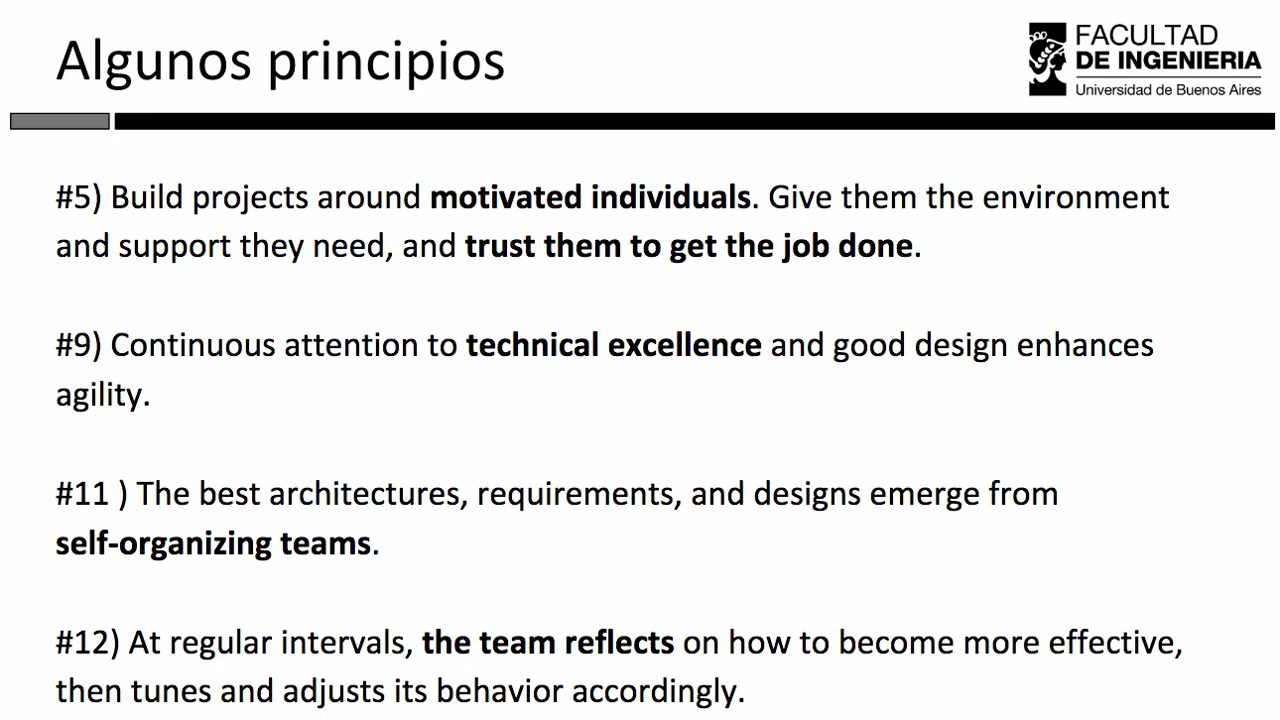 Algunos principios
FACULTAD
DE INGENIERIA
Universidad de Buenos Aires
#5) Build projects around motivated individuals. Give them the environment
and support they need, and trust them to get the job done.
#9) Continuous attention to technical excellence and good design enhances
agility.
#11 ) The best architectures, requirements, and designs emerge from
self-organizing teams.
#12) At regular intervals, the team reflects on how to become more effective,
then tunes and adjusts its behavior accordingly.